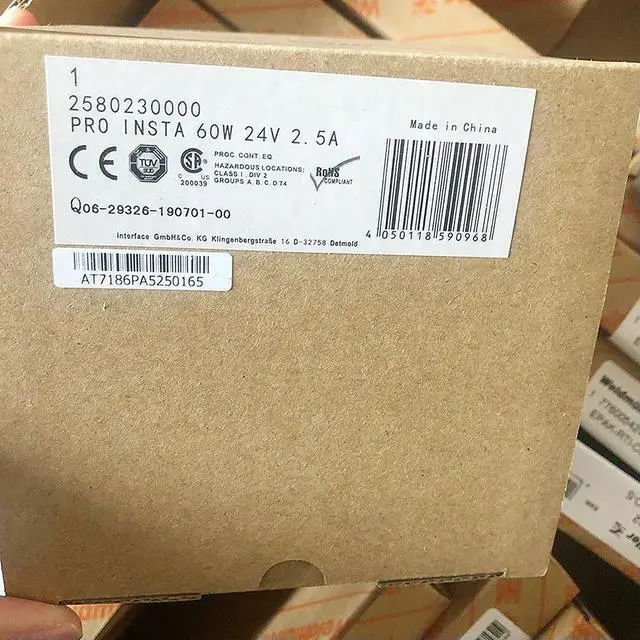 1
2580230000
PRO INSTA 60W 24V 2.5A
Made in China
CE
TÜV
SÜD
SA
C US
200039
PROC. CONT. EQ
HAZARDOUS LOCATIONS:
CLASS I, DIV 2
GROUPS A, B, C, D T4
RoHS
COMPLIANT
Q06-29326-190701-00
4 050118 590968
Interface GmbH&Co. KG Klingenbergstraße 16 D-32758 Detmold
AT7186PA5250165